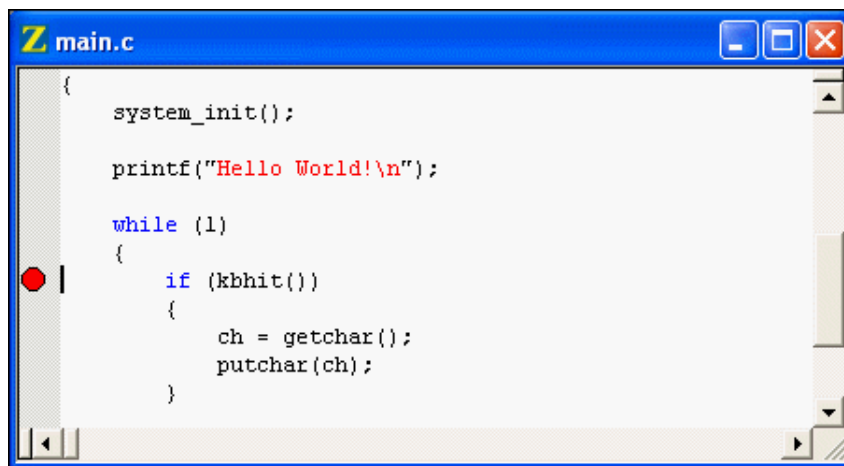 Z main.c
{
    system_init();
    printf("Hello World!\n");
    while (1)
    {
        if (kbhit())
        {
            ch = getchar();
            putchar(ch);
        }